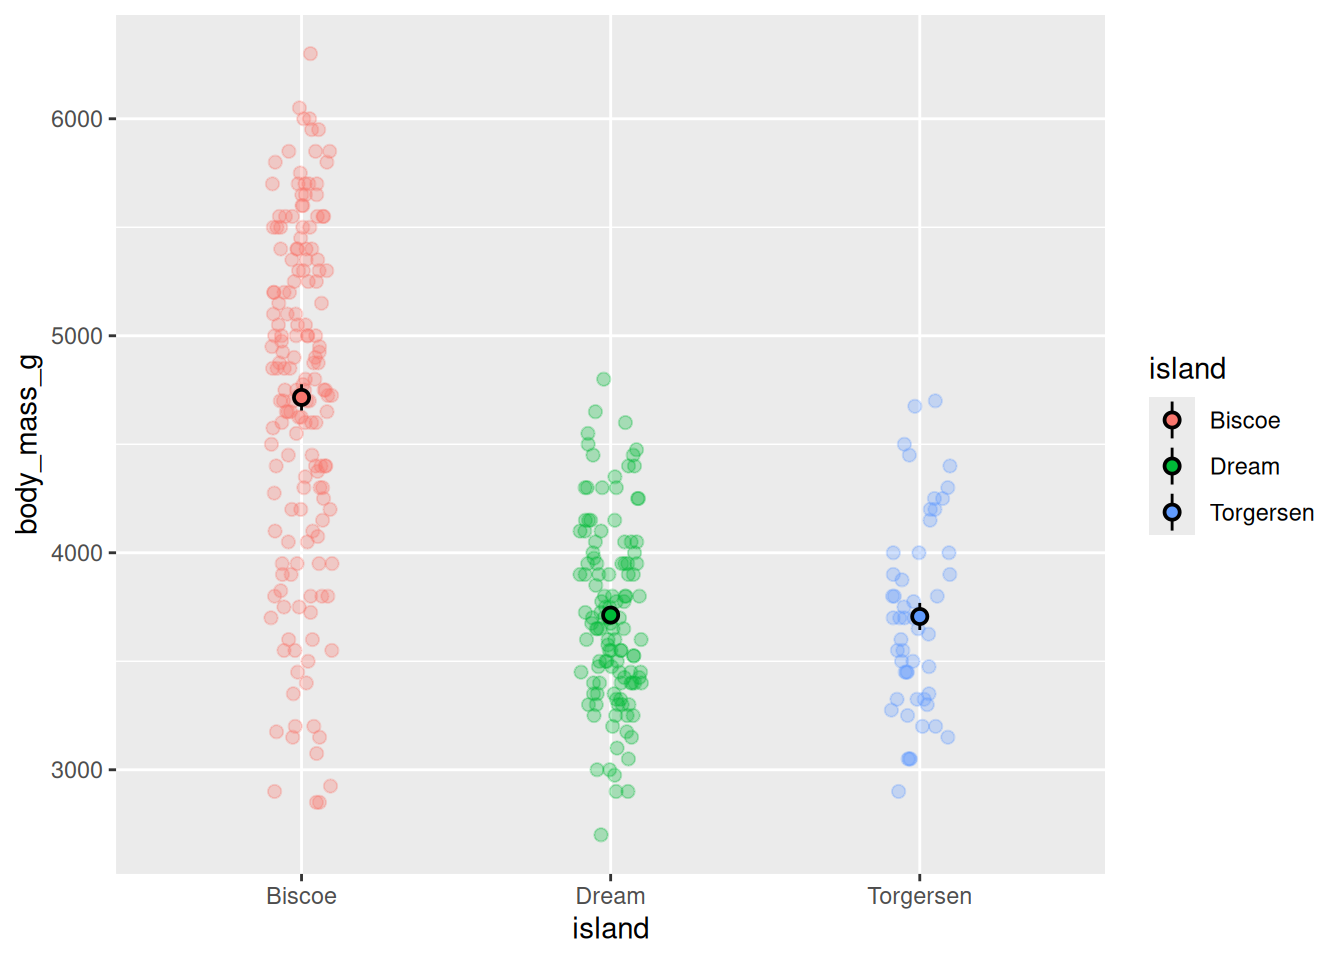 body_mass_g
6000
5000
4000
3000
Biscoe
Dream
Torgersen
island
island
Biscoe
Dream
Torgersen